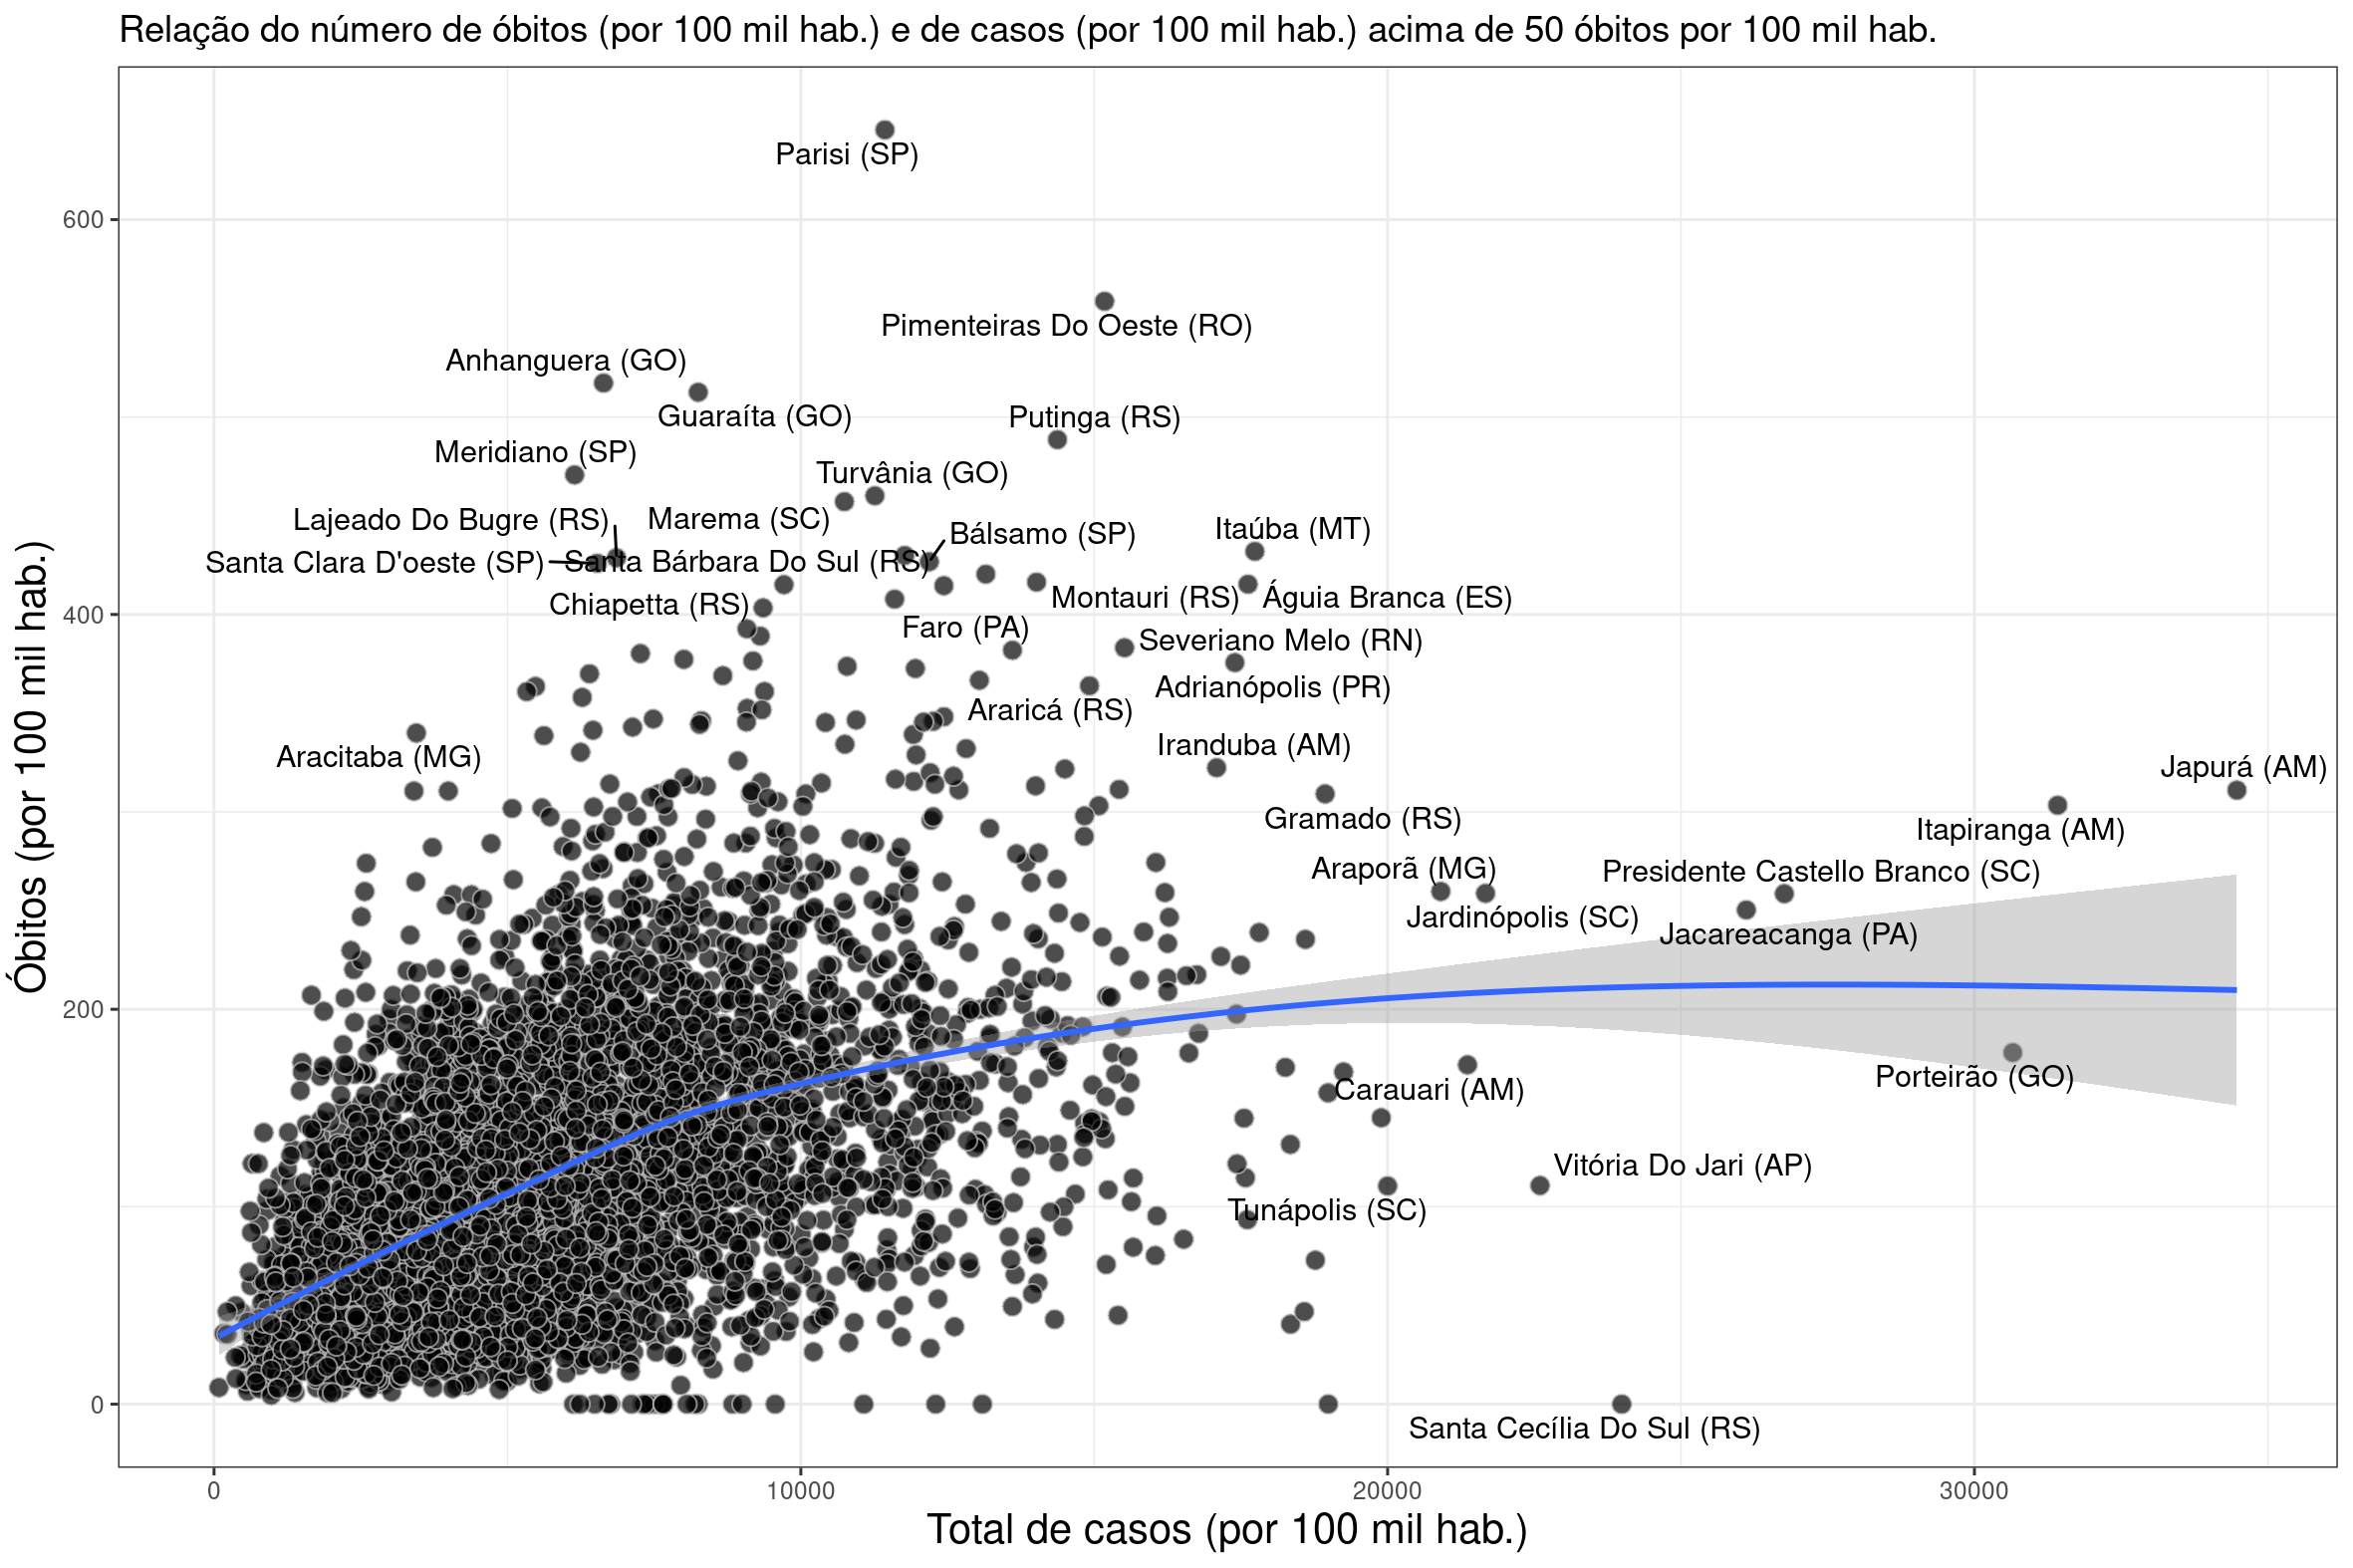 Relação do número de óbitos (por 100 mil hab.) e de casos (por 100 mil hab.) acima de 50 óbitos por 100 mil hab.
Parisi (SP)
600
Pimenteiras Do Oeste (RO)
Anhanguera (GO)
Guaraíta (GO)
Putinga (RS)
Meridiano (SP)
Turvânia (GO)
Lajeado Do Bugre (RS)
Marema (SC)
Bálsamo (SP)
Itaúba (MT)
Santa Clara D'oeste (SP)
Santa Bárbara Do Sul (RS)
Chiapetta (RS)
Montauri (RS)
Águia Branca (ES)
400
Faro (PA)
Severiano Melo (RN)
Adrianópolis (PR)
Araricá (RS)
Iranduba (AM)
Aracitaba (MG)
Japurá (AM)
Gramado (RS)
Itapiranga (AM)
Araporã (MG)
Presidente Castello Branco (SC)
Jardinópolis (SC)
Jacareacanga (PA)
200
Porteirão (GO)
Carauari (AM)
Vitória Do Jari (AP)
Tunápolis (SC)
0
Santa Cecília Do Sul (RS)
Óbitos (por 100 mil hab.)
0
10000
20000
30000
Total de casos (por 100 mil hab.)